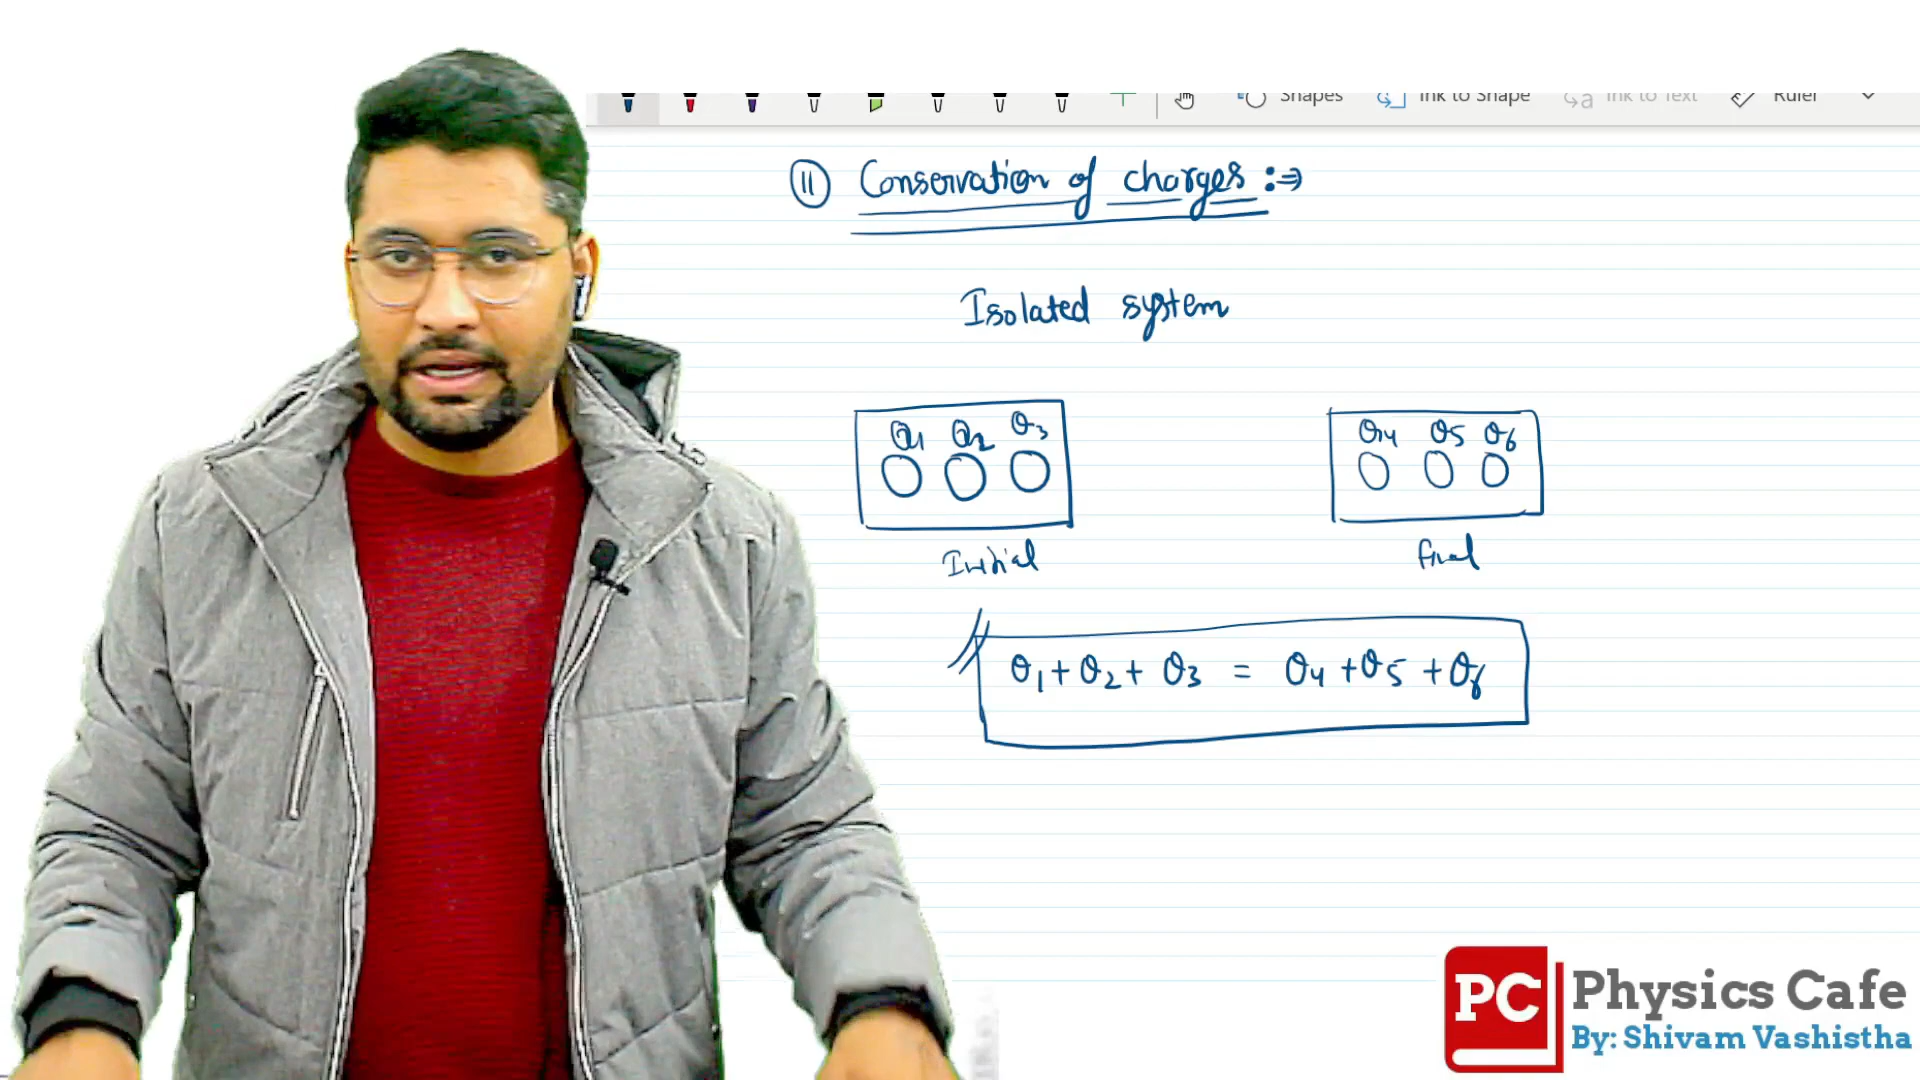 Shapes Ink to Shape Ink to Text Ruler
(11) Conservation of charges :⇒
Isolated system
Q1 Q2 Q3
Q4 Q5 Q6
Initial
final
Q1 + Q2 + Q3 = Q4 + Q5 + Q6
PC Physics Cafe
By: Shivam Vashistha